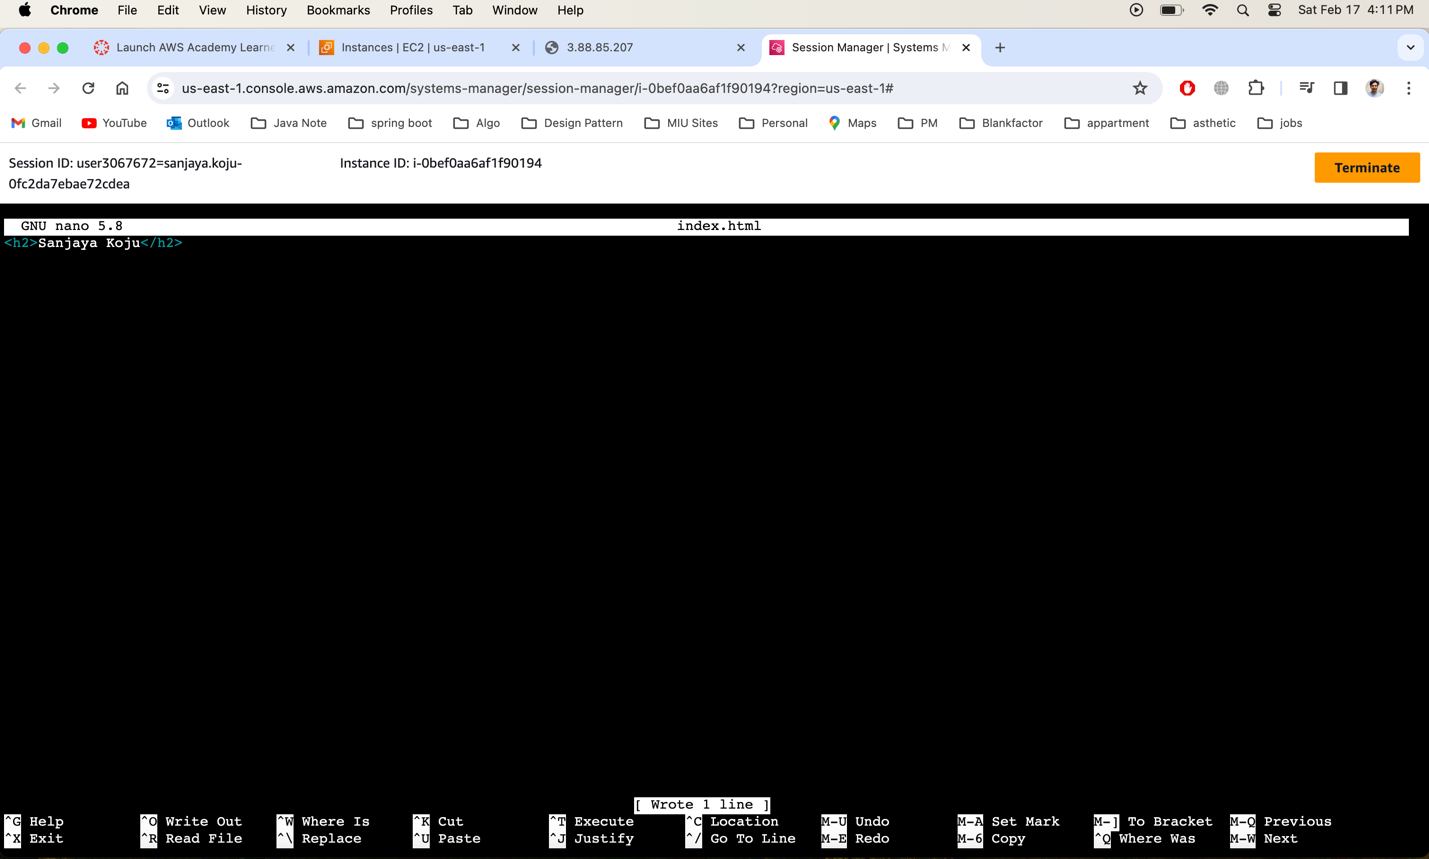 Chrome File Edit View History Bookmarks Profiles Tab Window Help Sat Feb 17 4:11 PM
Launch AWS Academy Learne Instances | EC2 | us-east-1 3.88.85.207 Session Manager | Systems M
us-east-1.console.aws.amazon.com/systems-manager/session-manager/i-0bef0aa6af1f90194?region=us-east-1#
Gmail YouTube Outlook Java Note spring boot Algo Design Pattern MIU Sites Personal Maps PM Blankfactor appartment asthetic jobs
Session ID: user3067672=sanjaya.koju-
0fc2da7ebae72cdea
Instance ID: i-0bef0aa6af1f90194
Terminate
GNU nano 5.8 index.html
<h2>Sanjaya Koju</h2>
[ Wrote 1 line ]
^G Help ^O Write Out ^W Where Is ^K Cut ^T Execute ^C Location M-U Undo M-A Set Mark M-] To Bracket M-Q Previous
^X Exit ^R Read File ^\ Replace ^U Paste ^J Justify ^/ Go To Line M-E Redo M-6 Copy ^Q Where Was M-W Next